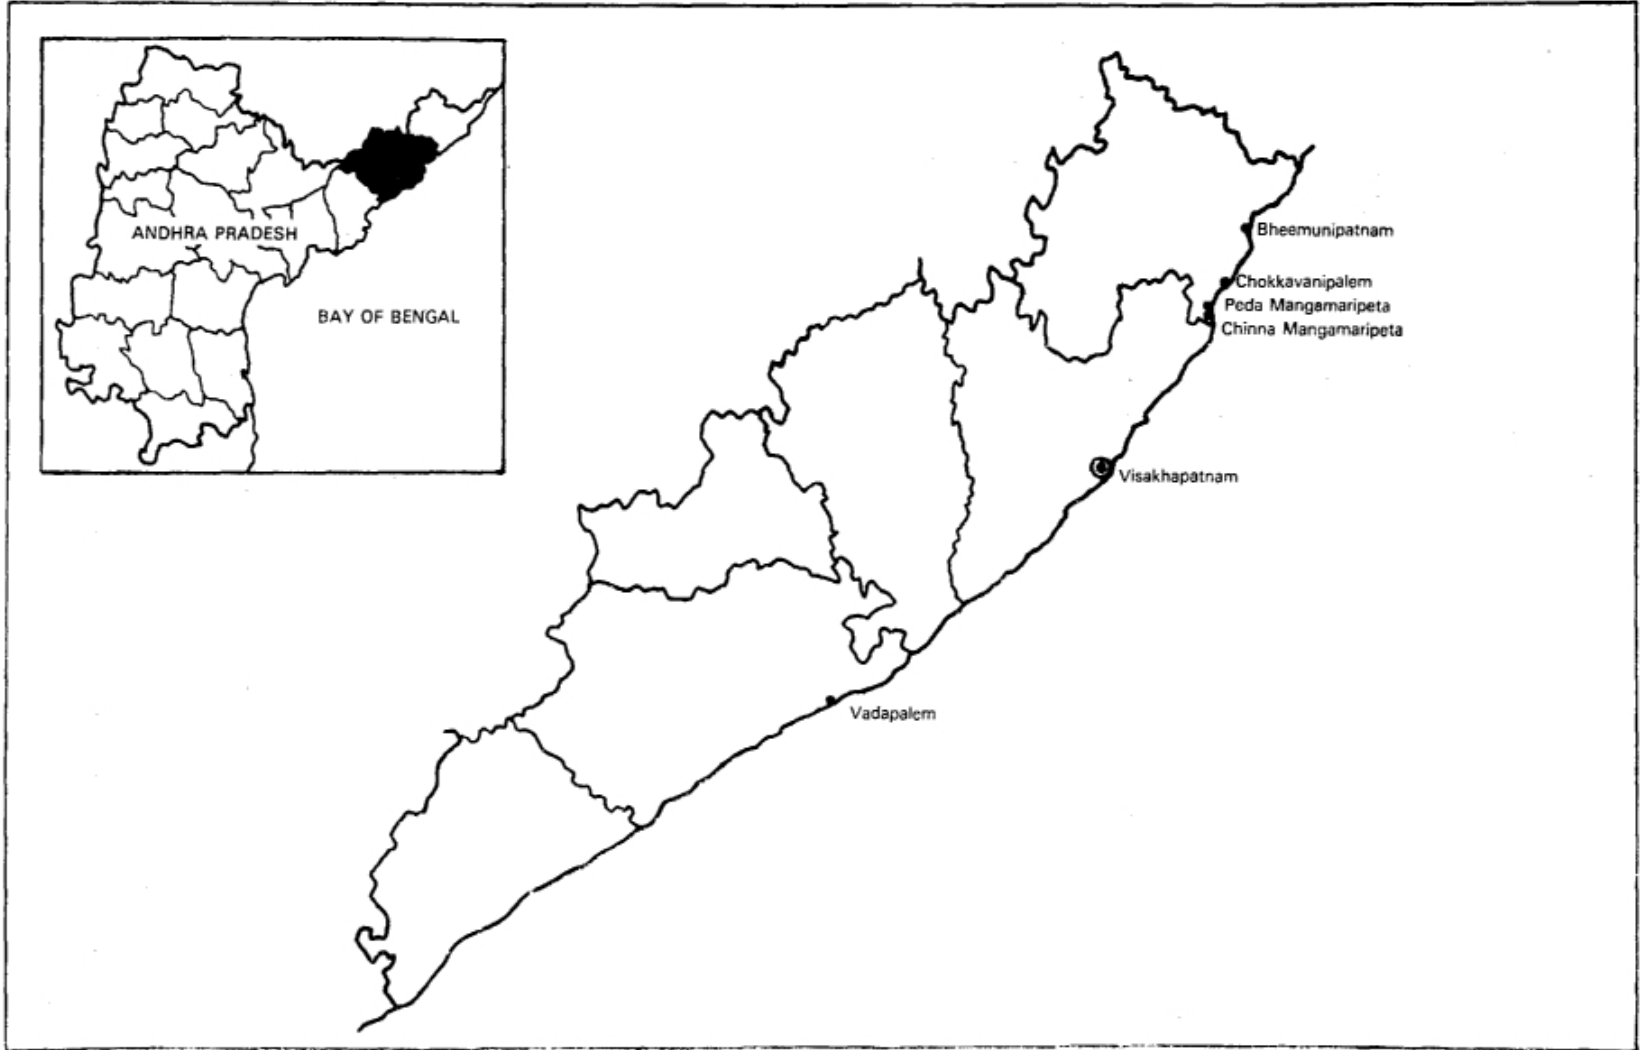 ANDHRA PRADESH
BAY OF BENGAL
Bheemunipatnam
Chokkavanipalem
Peda Mangamaripeta
Chinna Mangamaripeta
Visakhapatnam
Vadapalem